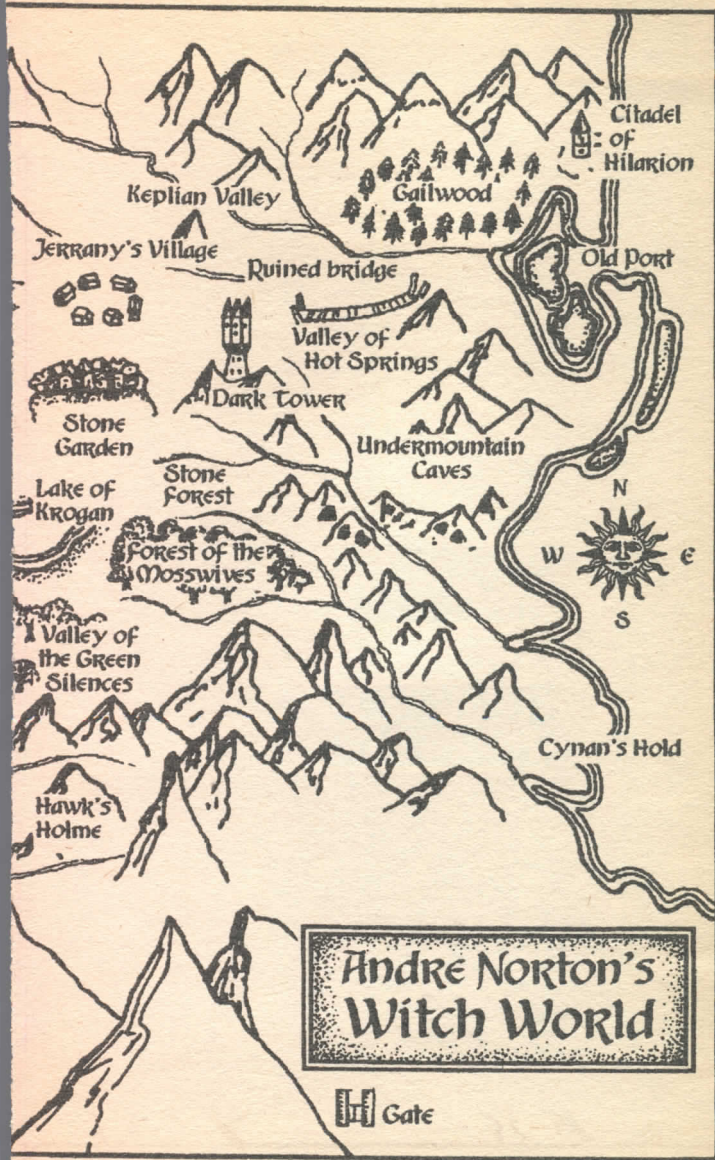 Citadel
of
Hilarion
Keplian Valley
Gailwood
Jerrany's Village
Old Port
Ruined bridge
Valley of
Hot Springs
Dark Tower
Stone
Garden
Undermountain
Caves
Stone
Forest
Lake of
Krogan
N
W E
S
Forest of the
Mosswives
Valley of
the Green
Silences
Cynan's Hold
Hawk's
Holme
Andre Norton's
Witch World
Gate